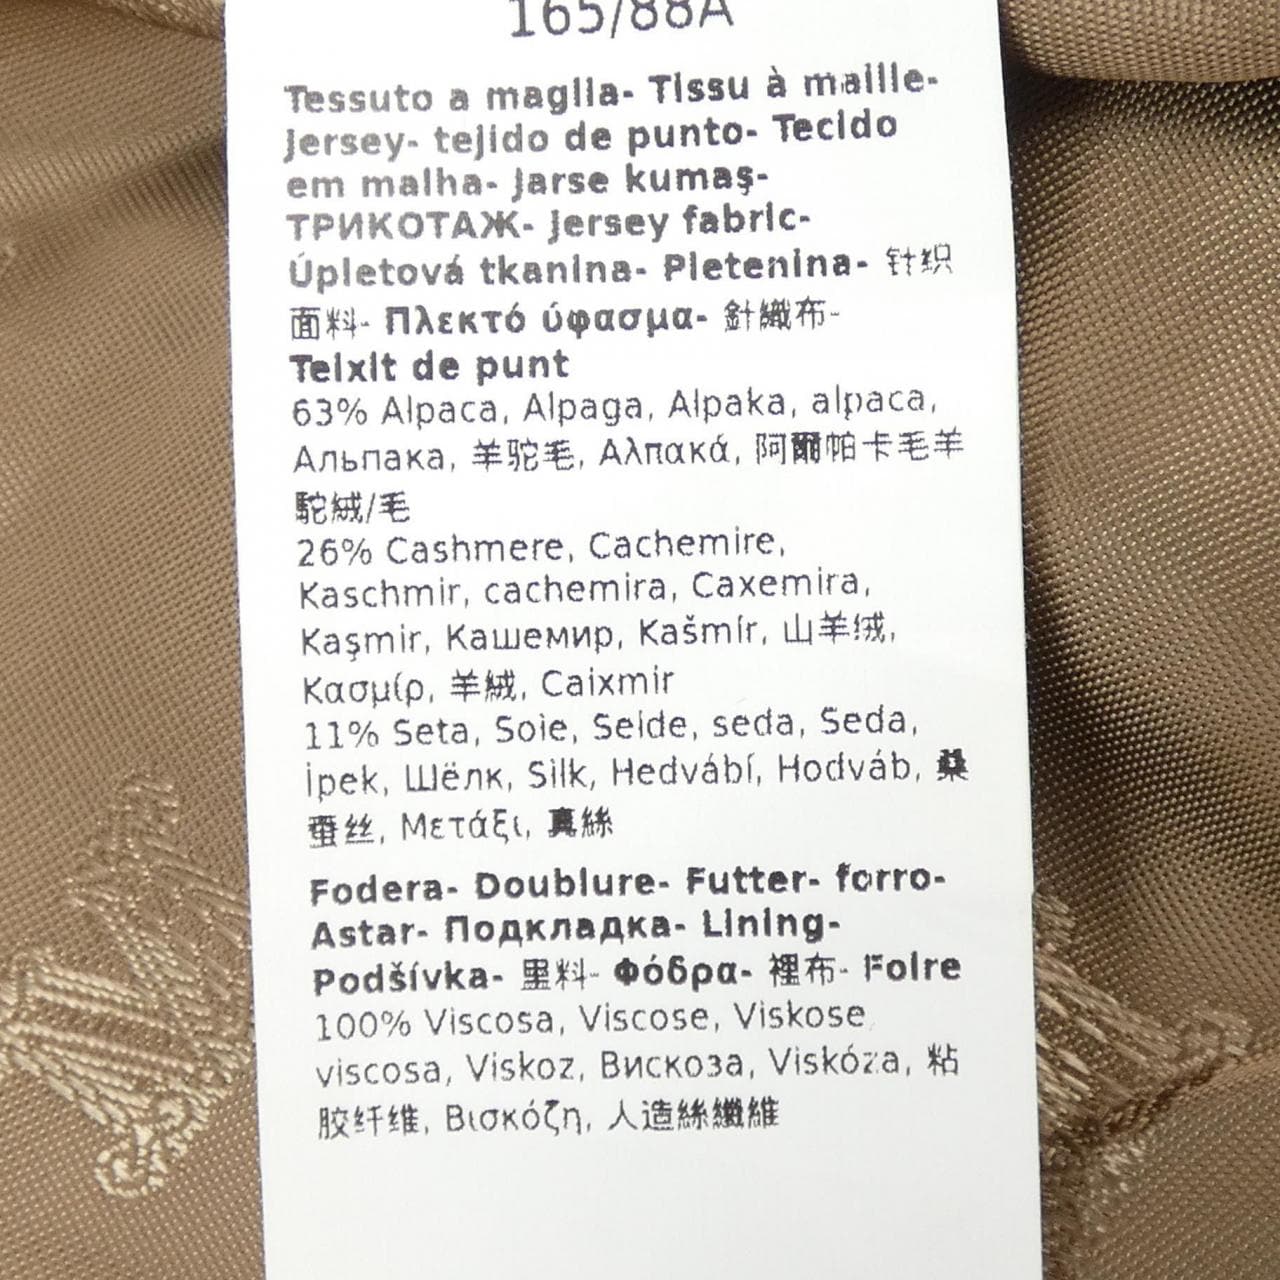 165/88A
Tessuto a maglia- Tissu à maille-
Jersey- tejido de punto- Tecido
em malha- Jarse kumaş-
ТРИКОТАЖ- Jersey fabric-
Úpletová tkanina- Pletenina- 针织
面料- Πλεκτό ύφασμα- 針織布-
Teixit de punt
63% Alpaca, Alpaga, Alpaka, alpaca,
Альпака, 羊驼毛, Αλπακά, 阿爾帕卡毛羊
駝絨/毛
26% Cashmere, Cachemire,
Kaschmir, cachemira, Caxemira,
Kaşmir, Кашемир, Kašmír, 山羊绒,
Κασμίρ, 羊絨, Caixmir
11% Seta, Soie, Seide, seda, Seda,
İpek, Шёлк, Silk, Hedvábí, Hodváb, 桑
蚕丝, Μετάξι, 真絲
Fodera- Doublure- Futter- forro-
Astar- Подкладка- Lining-
Podšívka- 里料- Φόδρα- 裡布- Folre
100% Viscosa, Viscose, Viskose,
viscosa, Viskoz, Вискоза, Viskóza, 粘
胶纤维, Βισκόζη, 人造絲纖維